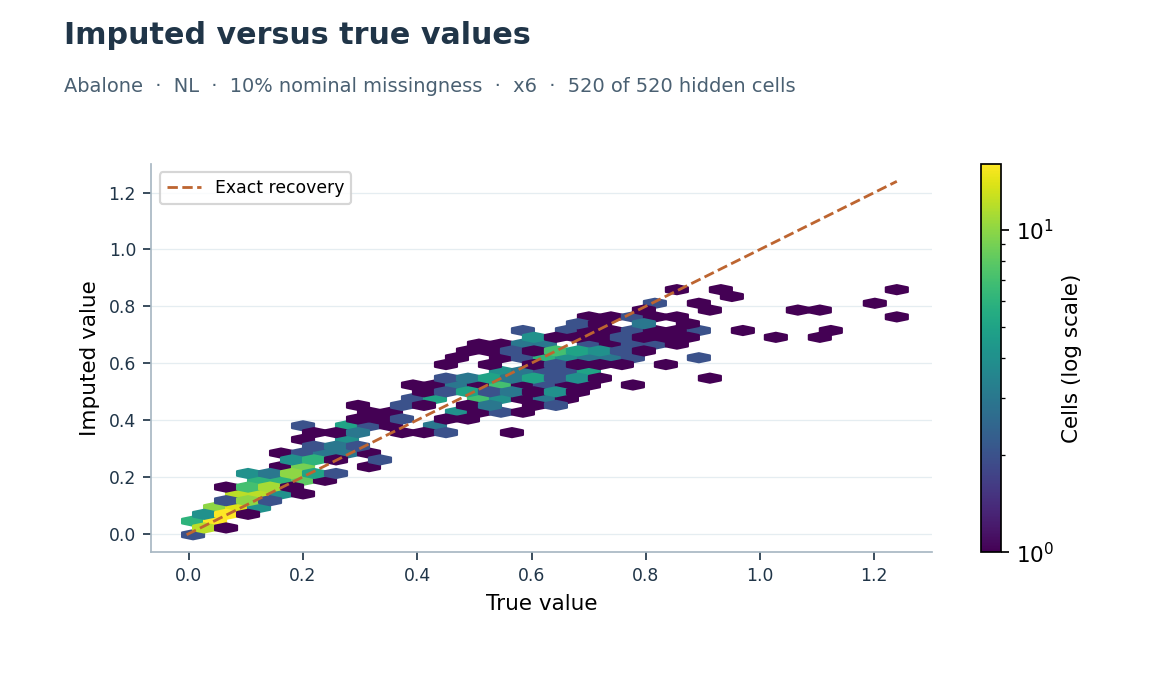 Imputed versus true values
Abalone · NL · 10% nominal missingness · x6 · 520 of 520 hidden cells
Exact recovery
1.2
1.0
0.8
0.6
0.4
0.2
0.0
Imputed value
0.0 0.2 0.4 0.6 0.8 1.0 1.2
True value
10¹
10⁰
Cells (log scale)